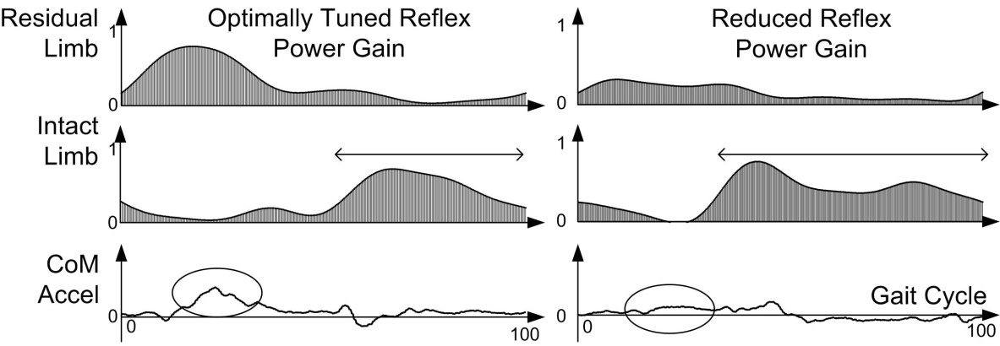 Residual
Limb
1
0
Optimally Tuned Reflex
Power Gain
1
0
Reduced Reflex
Power Gain
Intact
Limb
1
0
1
0
CoM
Accel
0
0
100
0
0
Gait Cycle
100